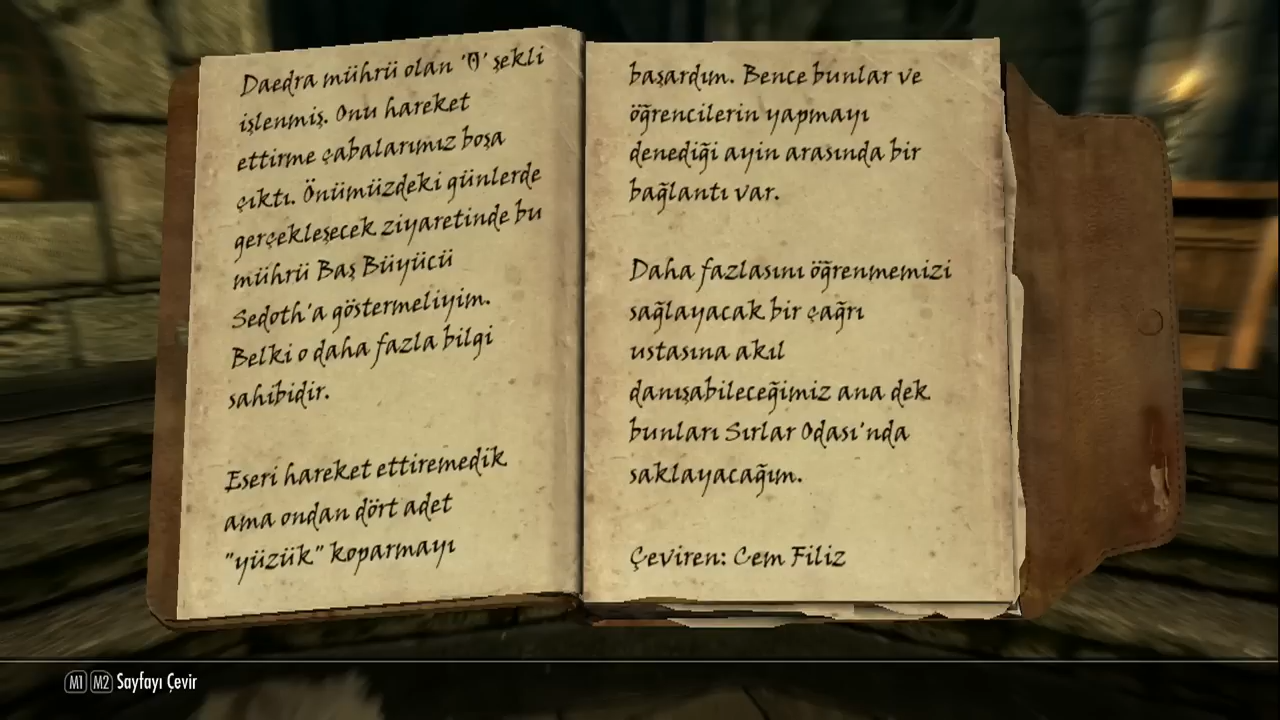 Daedra mührü olan 'O' şekli
işlenmiş. Onu hareket
ettirme çabalarımız boşa
çıktı. Önümüzdeki günlerde
gerçekleşecek ziyaretinde bu
mührü Baş Büyücü
Sedoth'a göstermeliyim.
Belki o daha fazla bilgi
sahibidir.
Eseri hareket ettiremedik
ama ondan dört adet
"yüzük" koparmayı
başardım. Bence bunlar ve
öğrencilerin yapmayı
denediği ayin arasında bir
bağlantı var.
Daha fazlasını öğrenmemizi
sağlayacak bir çağrı
ustasına akıl
danışabileceğimiz ana dek
bunları Sırlar Odası'nda
saklayacağım.
Çeviren: Cem Filiz
M1 M2 Sayfayı Çevir